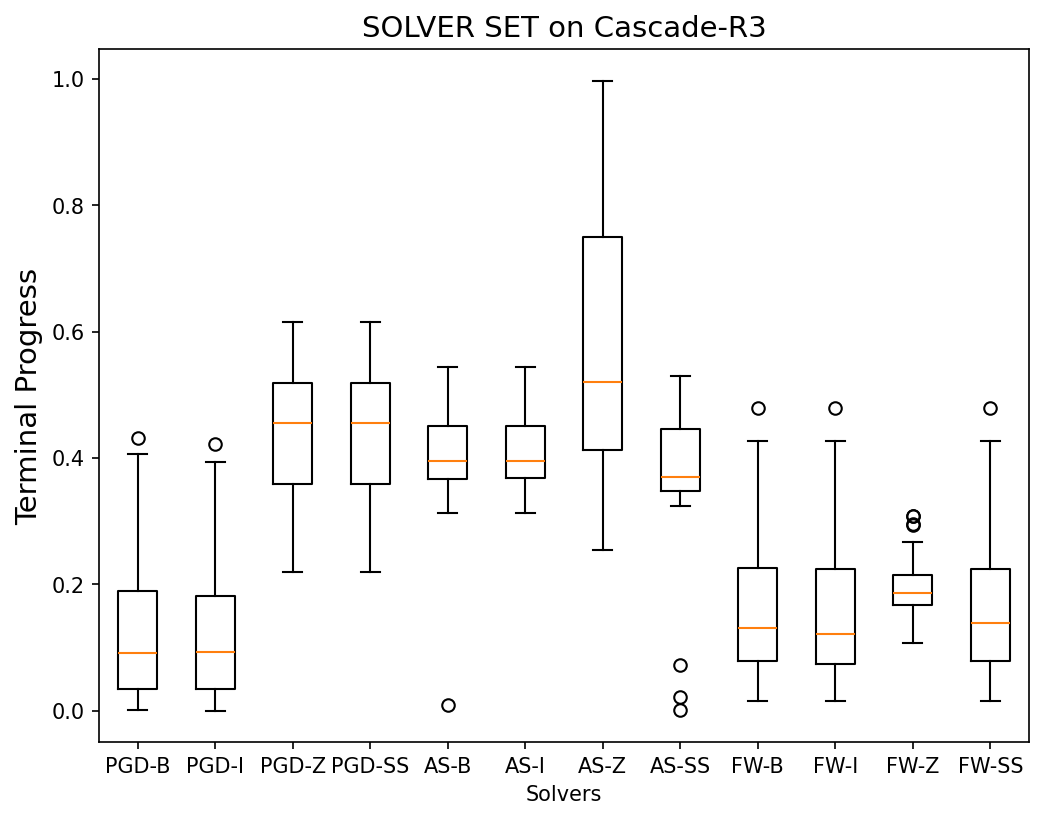 SOLVER SET on Cascade-R3
Terminal Progress
1.0
0.8
0.6
0.4
0.2
0.0
PGD-B PGD-I PGD-Z PGD-SS AS-B AS-I AS-Z AS-SS FW-B FW-I FW-Z FW-SS
Solvers